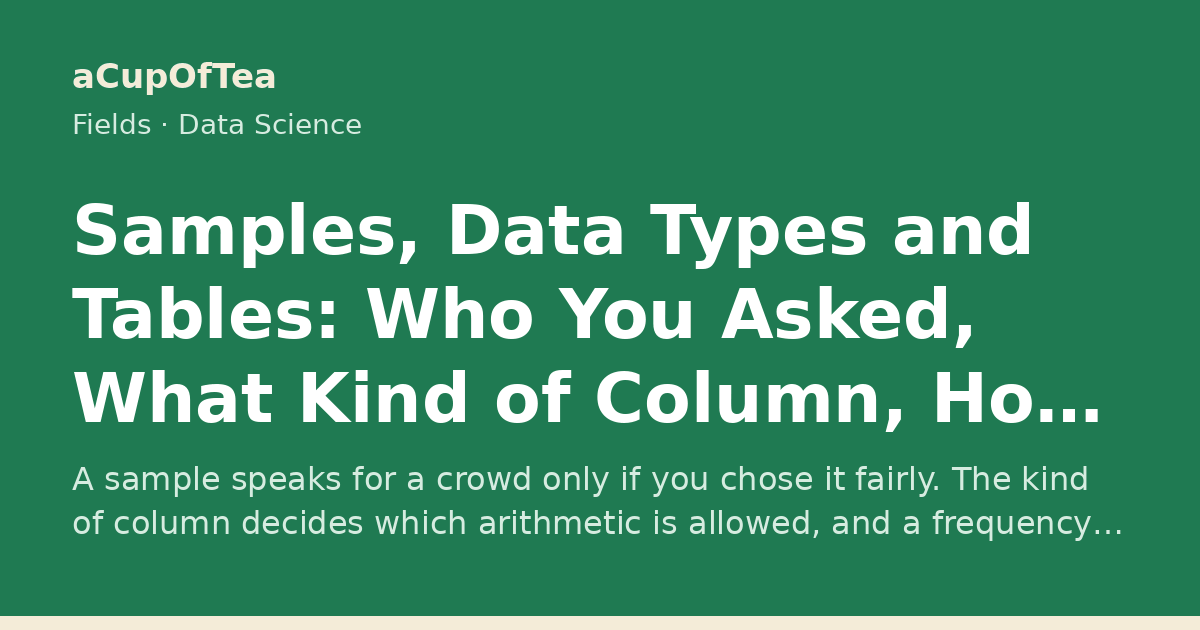 aCupOfTea
Fields · Data Science
Samples, Data Types and
Tables: Who You Asked,
What Kind of Column, Ho…
A sample speaks for a crowd only if you chose it fairly. The kind
of column decides which arithmetic is allowed, and a frequency…